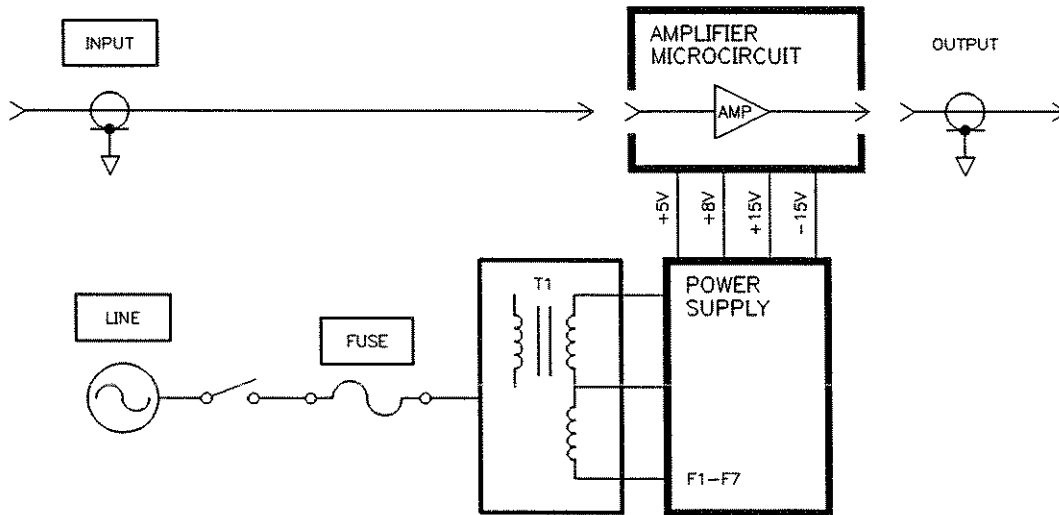 INPUT
AMPLIFIER
MICROCIRCUIT
OUTPUT
AMP
+5V
+8V
+15V
-15V
T1
POWER
SUPPLY
LINE
FUSE
F1-F7